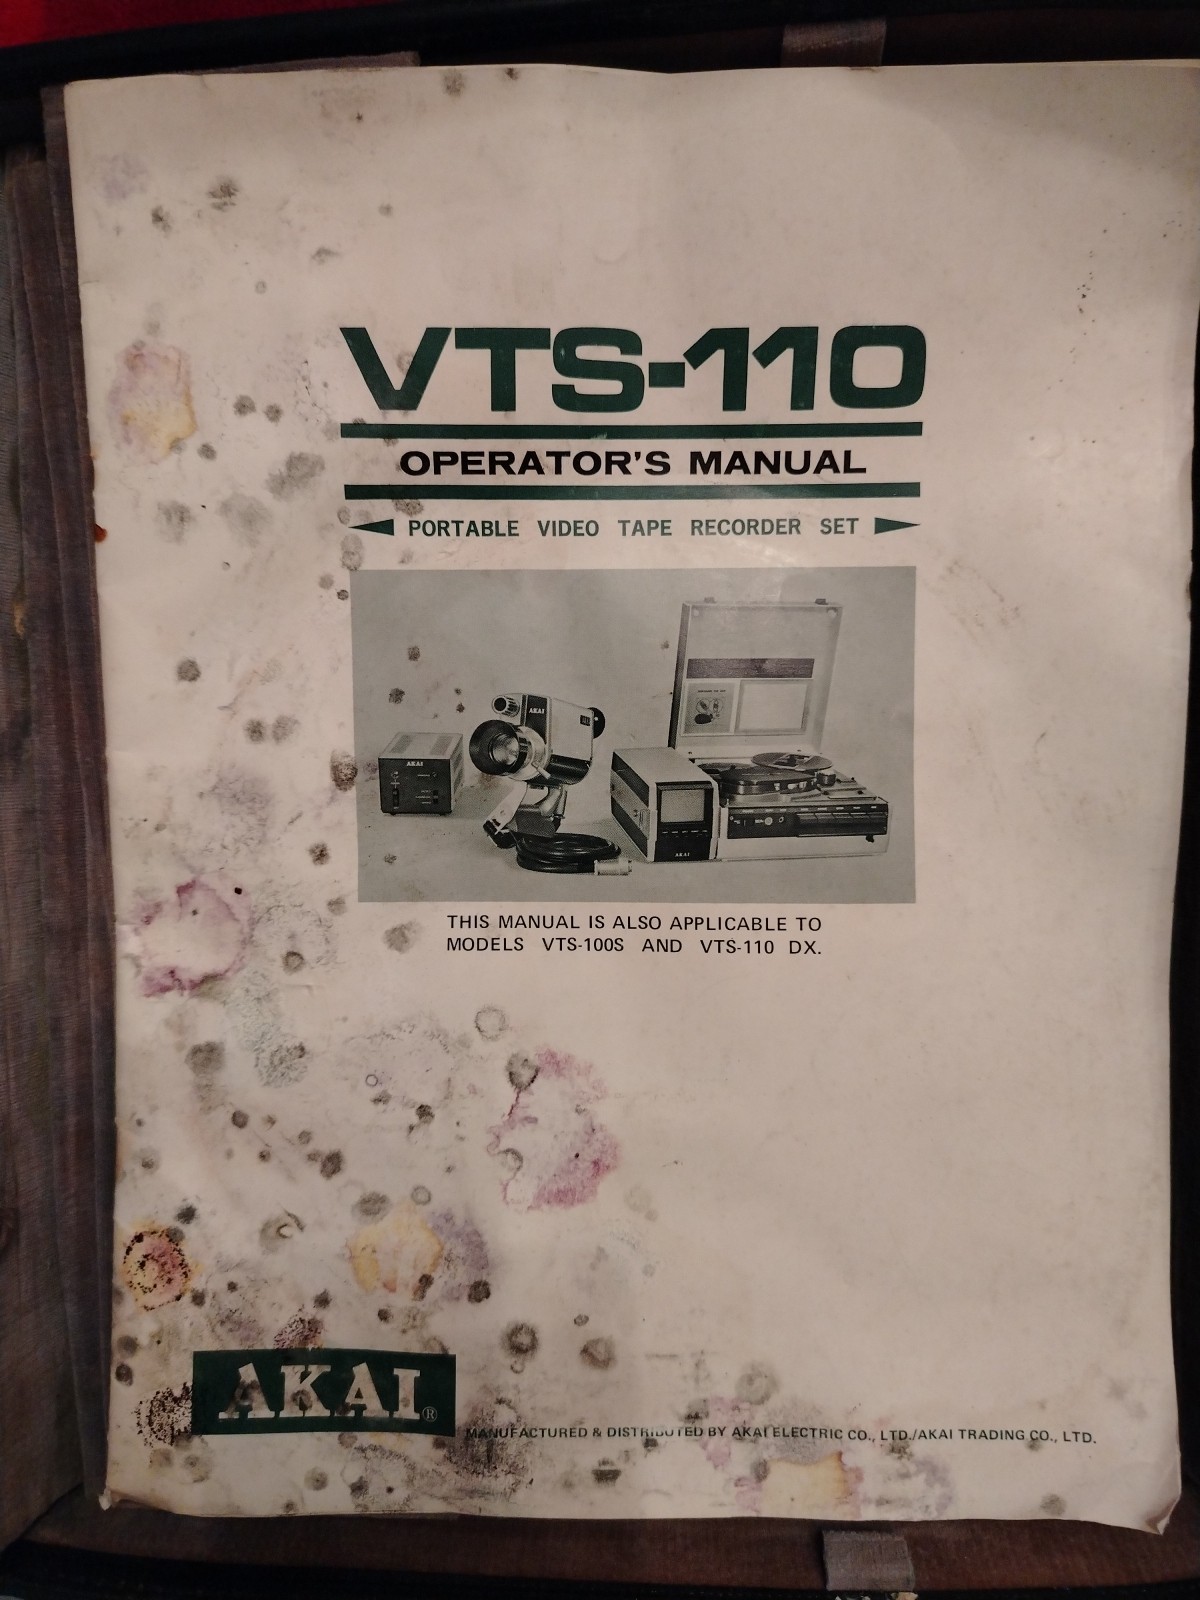 VTS-110
OPERATOR'S MANUAL
PORTABLE VIDEO TAPE RECORDER SET
AKAI
AKAI
AKAI
THIS MANUAL IS ALSO APPLICABLE TO
MODELS VTS-100S AND VTS-110 DX.
AKAI®
MANUFACTURED & DISTRIBUTED BY AKAI ELECTRIC CO., LTD./AKAI TRADING CO., LTD.